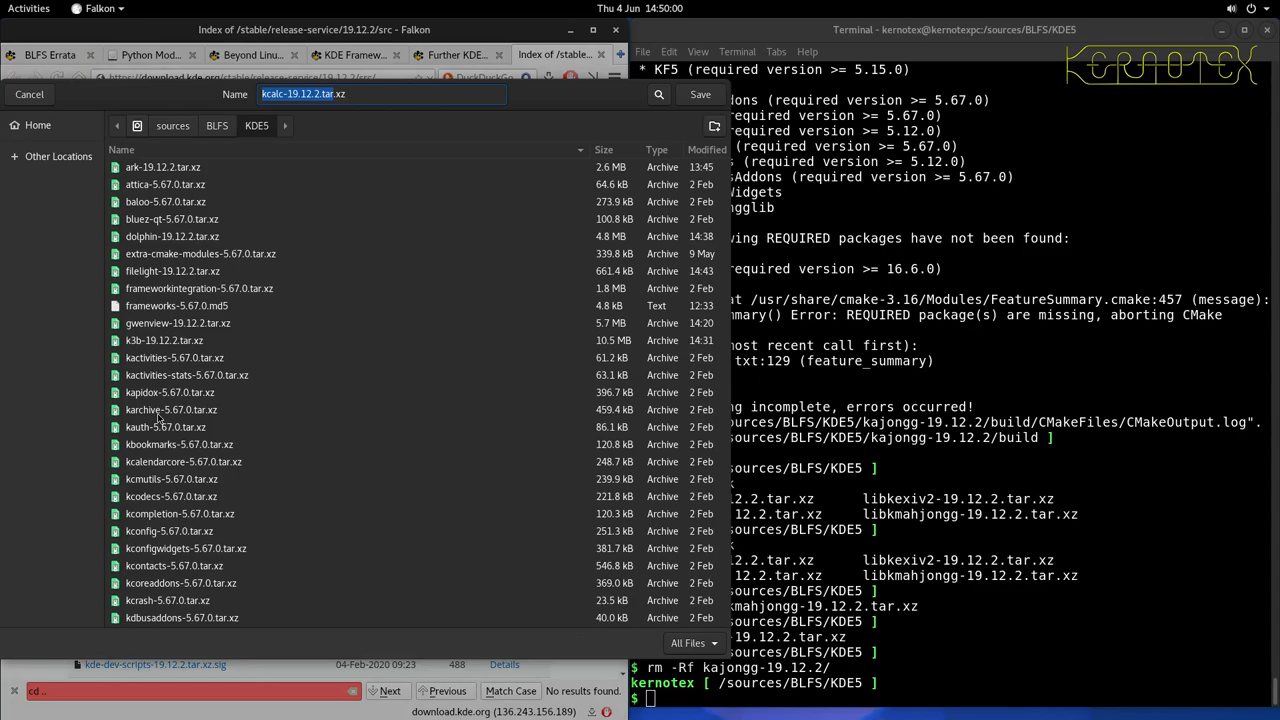 Activities Falkon Thu 4 Jun 14:50:00
Index of /stable/release-service/19.12.2/src - Falkon
BLFS Errata Python Mod... Beyond Linu... KDE Framew... Further KDE... Index of /stable...
https://download.kde.org/stable/release-service/19.12.2/src/ DuckDuckGo
Cancel Name kcalc-19.12.2.tar.xz Save
Home sources BLFS KDE5
Other Locations
Name Size Type Modified
ark-19.12.2.tar.xz 2.6 MB Archive 13:45
attica-5.67.0.tar.xz 64.6 kB Archive 2 Feb
baloo-5.67.0.tar.xz 273.9 kB Archive 2 Feb
bluez-qt-5.67.0.tar.xz 100.8 kB Archive 2 Feb
dolphin-19.12.2.tar.xz 4.8 MB Archive 14:38
extra-cmake-modules-5.67.0.tar.xz 339.8 kB Archive 9 May
filelight-19.12.2.tar.xz 661.4 kB Archive 14:43
frameworkintegration-5.67.0.tar.xz 1.8 MB Archive 2 Feb
frameworks-5.67.0.md5 4.8 kB Text 12:33
gwenview-19.12.2.tar.xz 5.7 MB Archive 14:20
k3b-19.12.2.tar.xz 10.5 MB Archive 14:31
kactivities-5.67.0.tar.xz 61.2 kB Archive 2 Feb
kactivities-stats-5.67.0.tar.xz 63.1 kB Archive 2 Feb
kapidox-5.67.0.tar.xz 396.7 kB Archive 2 Feb
karchive-5.67.0.tar.xz 459.4 kB Archive 2 Feb
kauth-5.67.0.tar.xz 86.1 kB Archive 2 Feb
kbookmarks-5.67.0.tar.xz 120.8 kB Archive 2 Feb
kcalendarcore-5.67.0.tar.xz 248.7 kB Archive 2 Feb
kcmutils-5.67.0.tar.xz 239.9 kB Archive 2 Feb
kcodecs-5.67.0.tar.xz 221.8 kB Archive 2 Feb
kcompletion-5.67.0.tar.xz 120.3 kB Archive 2 Feb
kconfig-5.67.0.tar.xz 251.3 kB Archive 2 Feb
kconfigwidgets-5.67.0.tar.xz 381.7 kB Archive 2 Feb
kcontacts-5.67.0.tar.xz 546.8 kB Archive 2 Feb
kcoreaddons-5.67.0.tar.xz 369.0 kB Archive 2 Feb
kcrash-5.67.0.tar.xz 23.5 kB Archive 2 Feb
kdbusaddons-5.67.0.tar.xz 40.0 kB Archive 2 Feb
All Files
kde-dev-scripts-19.12.2.tar.xz.sig 04-Feb-2020 09:23 488 Details
cd .. Next Previous Match Case No results found.
download.kde.org (136.243.156.189)
Terminal - kernotex@kernotexpc:/sources/BLFS/KDE5
File Edit View Terminal Tabs Help
KERNOTEX
* KF5 (required version >= 5.15.0)
dons (required version >= 5.67.0)
(required version >= 5.12.0)
required version >= 5.67.0)
s (required version >= 5.12.0)
sAddons (required version >= 5.67.0)
Widgets
ngglib
wing REQUIRED packages have not been found:
required version >= 16.6.0)
at /usr/share/cmake-3.16/Modules/FeatureSummary.cmake:457 (message):
mary() Error: REQUIRED package(s) are missing, aborting CMake
most recent call first):
txt:129 (feature_summary)
ng incomplete, errors occurred!
ources/BLFS/KDE5/kajongg-19.12.2/build/CMakeFiles/CMakeOutput.log".
sources/BLFS/KDE5/kajongg-19.12.2/build ]
sources/BLFS/KDE5 ]
k
2.2.tar.xz libkexiv2-19.12.2.tar.xz
12.2.tar.xz libkmahjongg-19.12.2.tar.xz
sources/BLFS/KDE5 ]
k
2.2.tar.xz libkexiv2-19.12.2.tar.xz
12.2.tar.xz libkmahjongg-19.12.2.tar.xz
sources/BLFS/KDE5 ]
kmahjongg-19.12.2.tar.xz
sources/BLFS/KDE5 ]
-19.12.2.tar.xz
sources/BLFS/KDE5 ]
$ rm -Rf kajongg-19.12.2/
kernotex [ /sources/BLFS/KDE5 ]
$